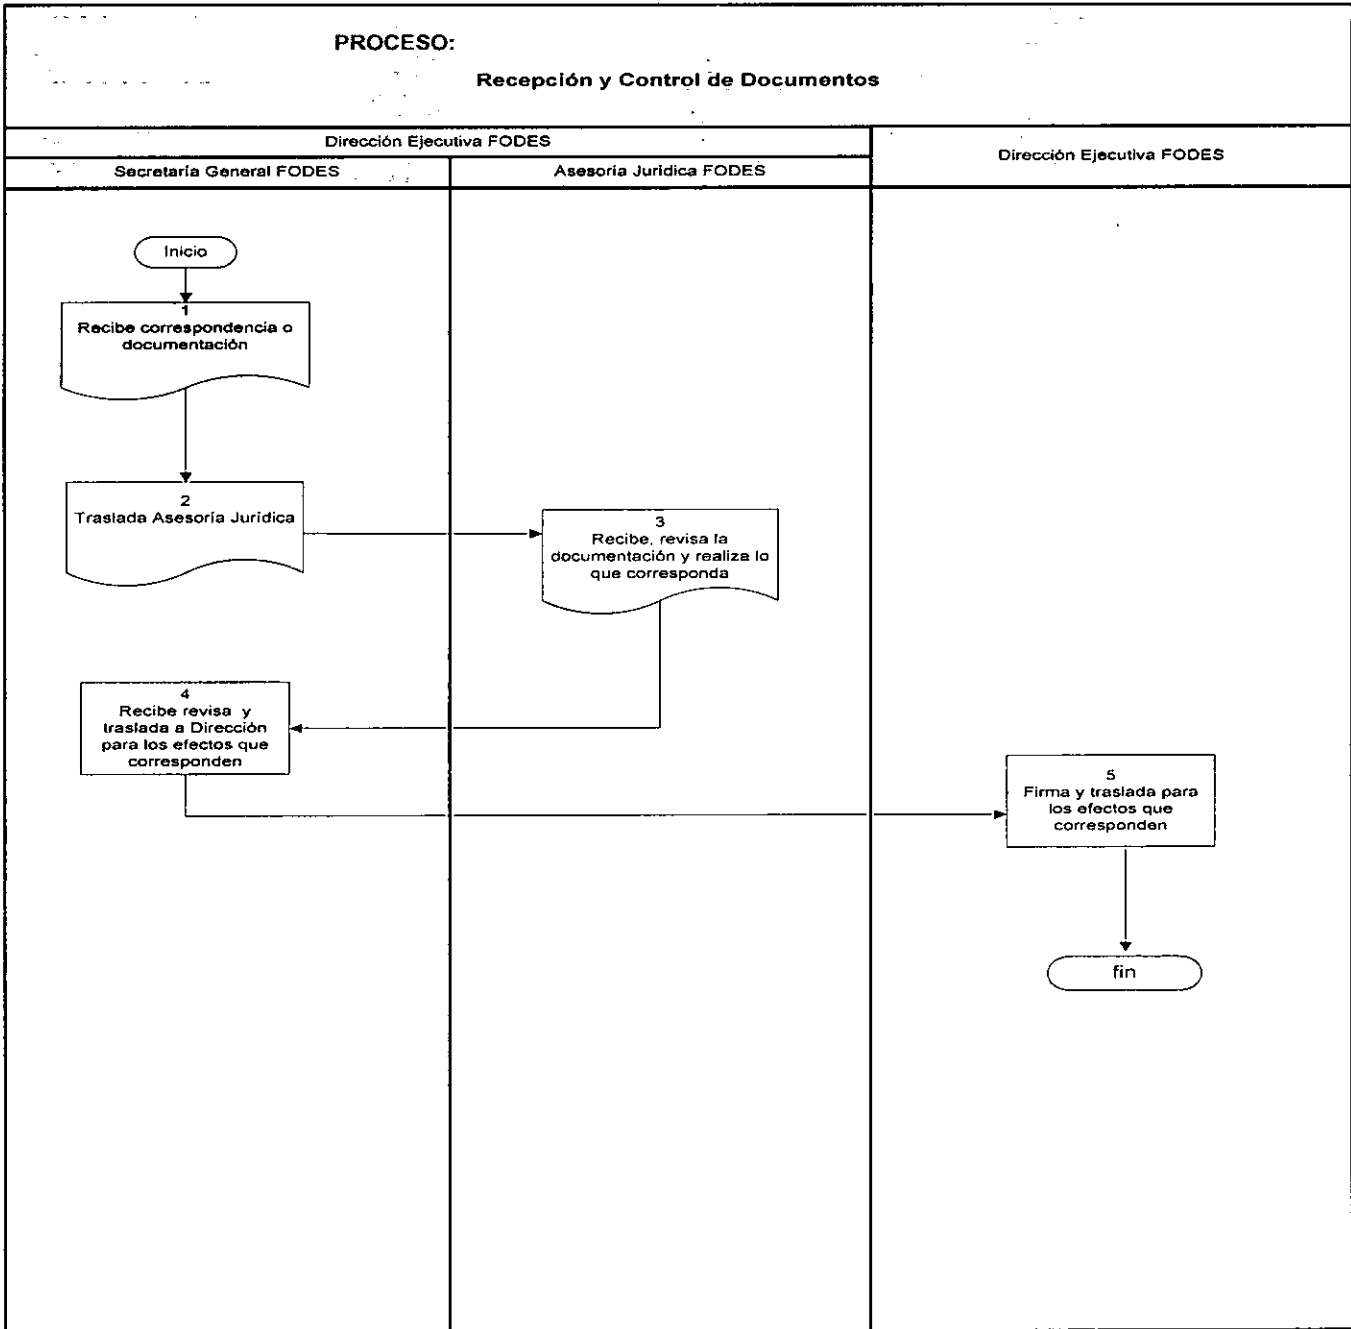 PROCESO:
Recepción y Control de Documentos
Dirección Ejecutiva FODES
Secretaría General FODES
Asesoria Juridica FODES
Dirección Ejecutiva FODES
Inicio
1
Recibe correspondencia o
documentación
2
Traslada Asesoría Jurídica
3
Recibe, revisa la
documentación y realiza lo
que corresponda
4
Recibe revisa y
traslada a Dirección
para los efectos que
corresponden
5
Firma y traslada para
los efectos que
corresponden
fin